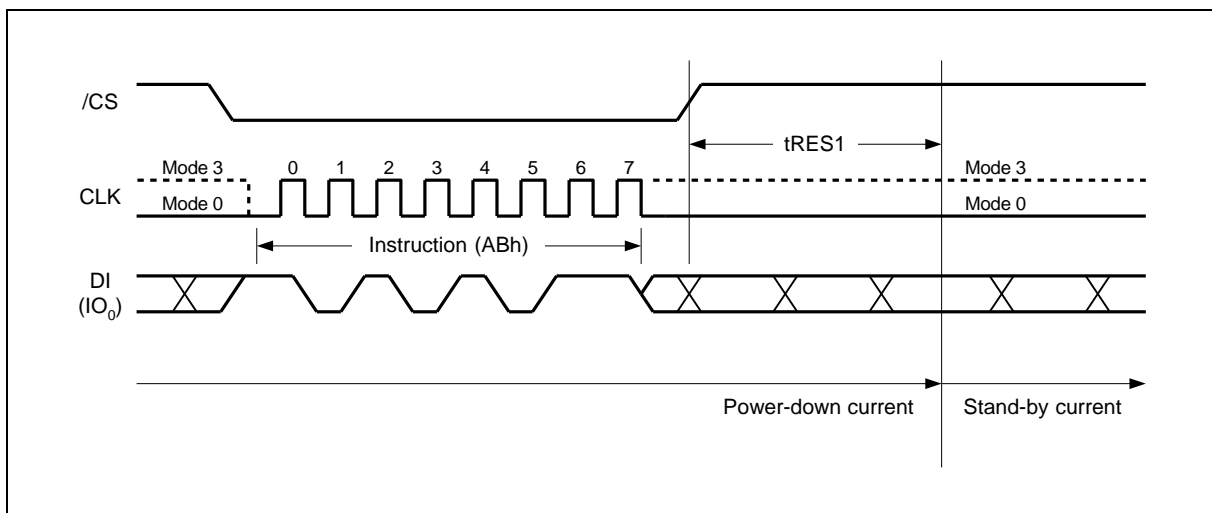 /CS
tRES1
Mode 3 0 1 2 3 4 5 6 7 Mode 3
CLK
Mode 0 Mode 0
Instruction (ABh)
DI
(IO0)
Power-down current Stand-by current